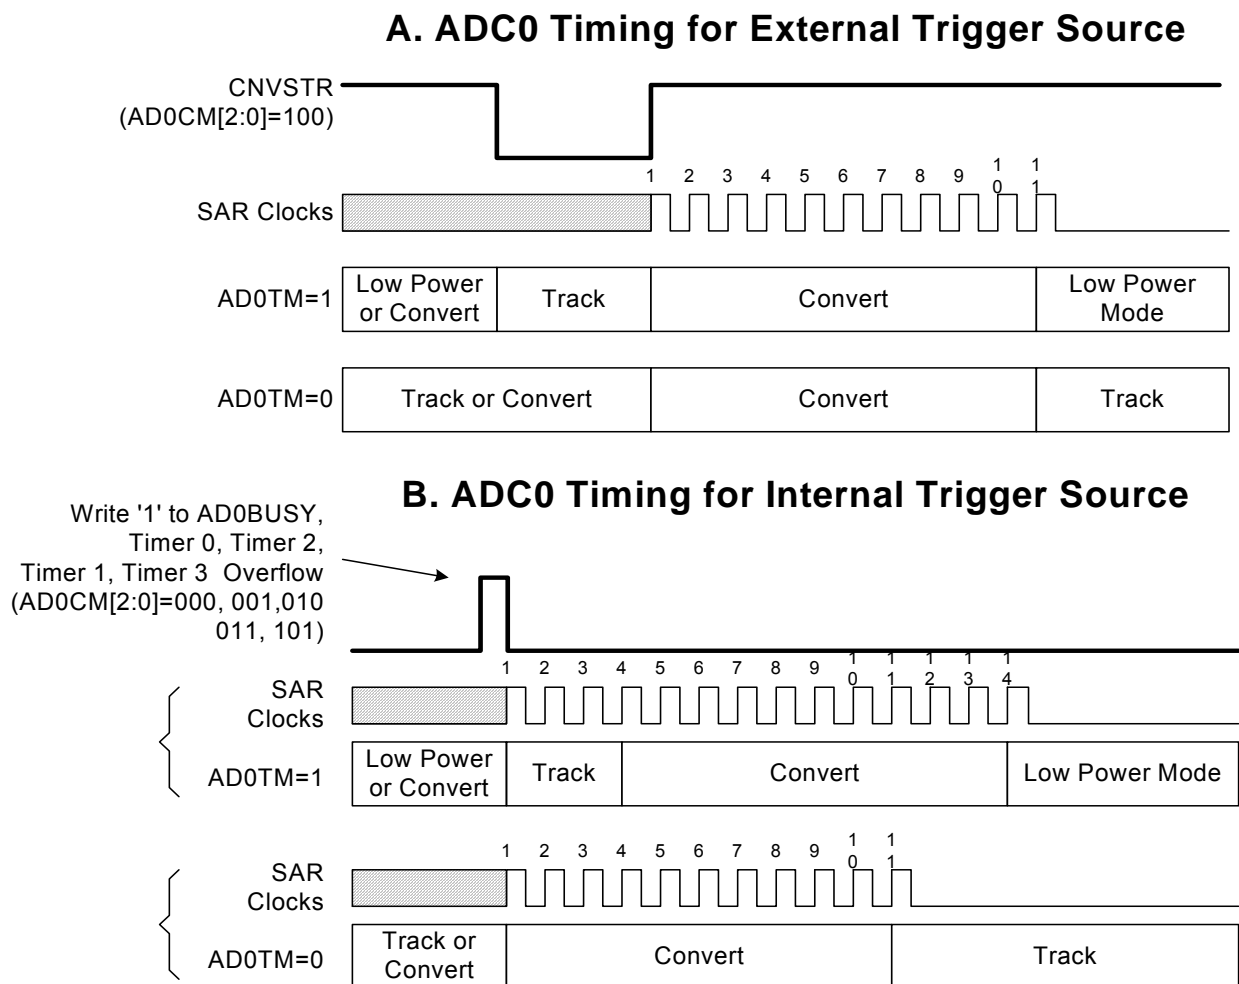 A. ADC0 Timing for External Trigger Source
CNVSTR
(AD0CM[2:0]=100)
1 2 3 4 5 6 7 8 9 10 11
SAR Clocks
AD0TM=1
Low Power
or Convert
Track
Convert
Low Power
Mode
AD0TM=0
Track or Convert
Convert
Track
B. ADC0 Timing for Internal Trigger Source
Write '1' to AD0BUSY,
Timer 0, Timer 2,
Timer 1, Timer 3 Overflow
(AD0CM[2:0]=000, 001,010
011, 101)
1 2 3 4 5 6 7 8 9 10 11 12 13 14
SAR
Clocks
AD0TM=1
Low Power
or Convert
Track
Convert
Low Power Mode
1 2 3 4 5 6 7 8 9 10 11
SAR
Clocks
AD0TM=0
Track or
Convert
Convert
Track